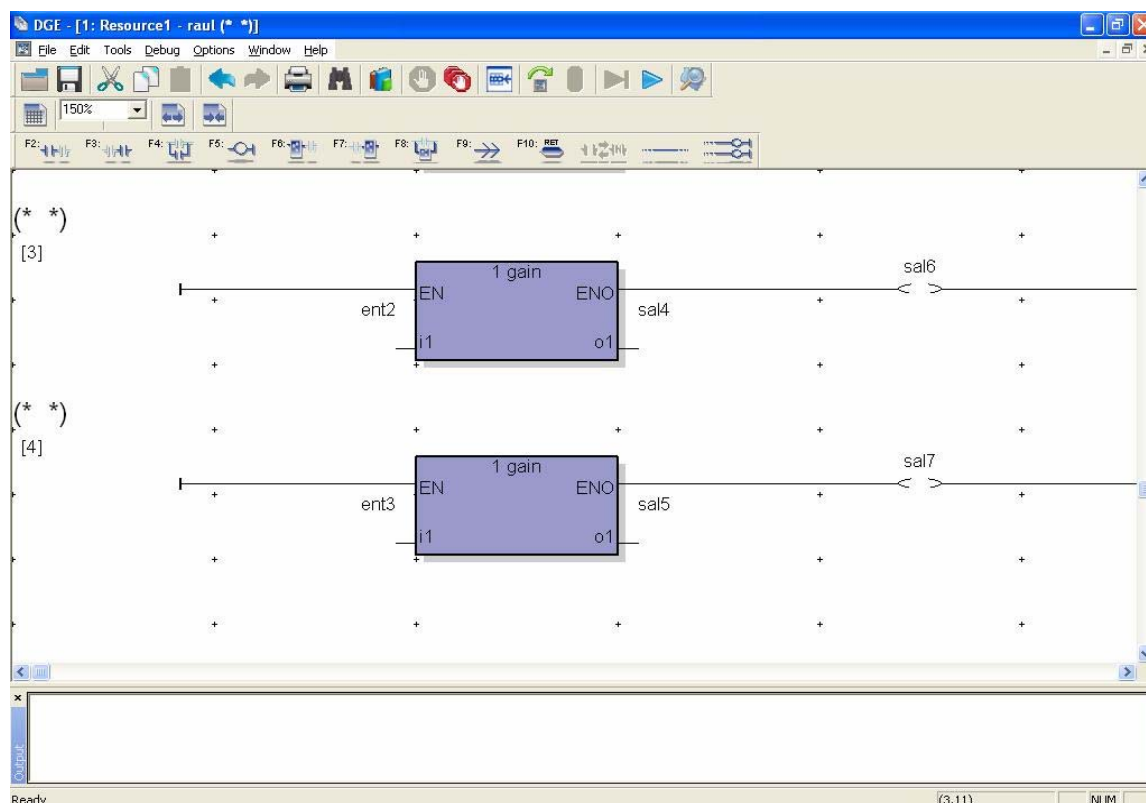 DGE - [1: Resource1 - raul (* *)]
File Edit Tools Debug Options Window Help
150%
F2: F3: F4: F5: F6: F7: F8: F9: F10: RET
(* *)
[3]
1 gain
sal6
EN ENO
ent2 sal4
i1 o1
(* *)
[4]
1 gain
sal7
EN ENO
ent3 sal5
i1 o1
Output
Ready (3,11) NUM